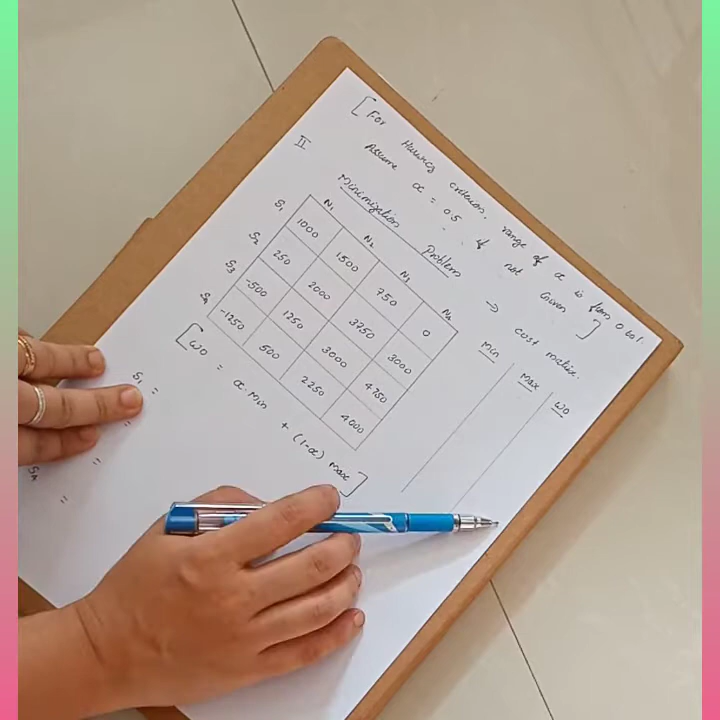 [For Hurwicz criterion, range of α is from 0 to 1.
Assume α = 0.5 if not Given ]
II Minimization Problem → cost matrix.
N1 N2 N3 N4 Min Max WO
S1 1000 1500 750 0
S2 250 2000 3750 3000
S3 -500 1250 3000 4750
S4 -1250 500 2250 4000
[WO = α. Min + (1-α) Max]
S1 =
=
=
S4 =